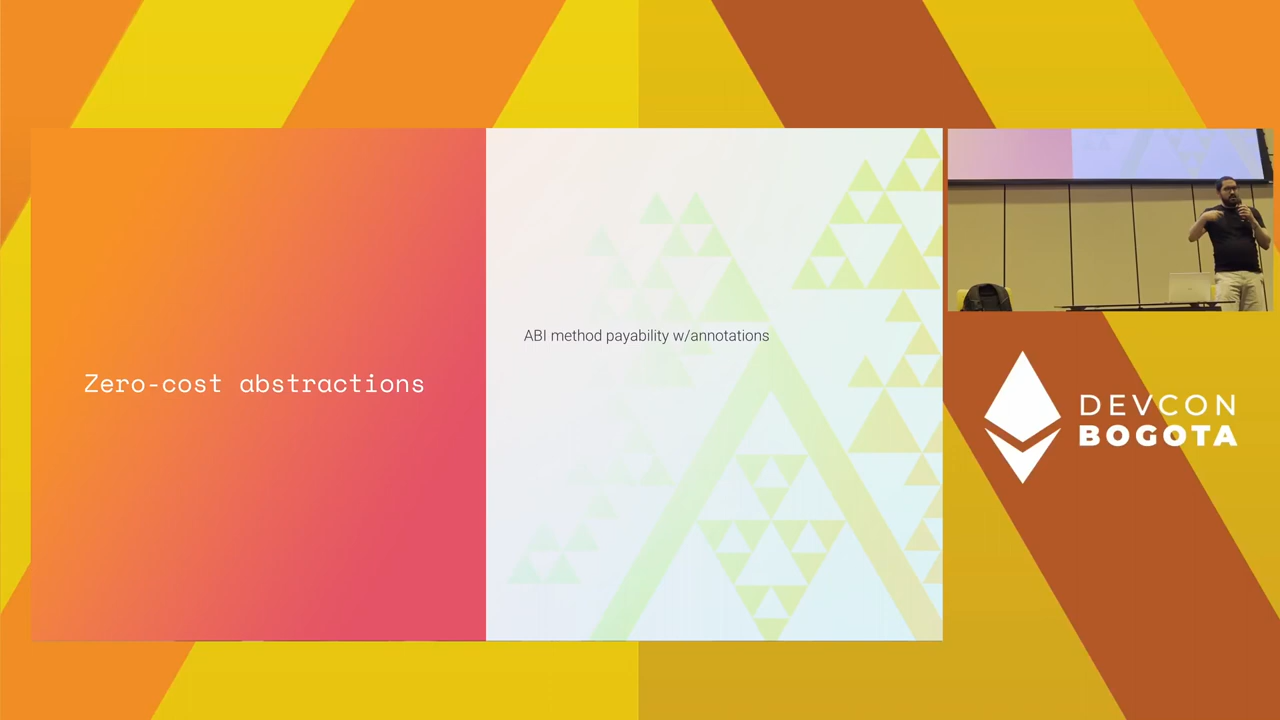 Zero-cost abstractions
ABI method payability w/annotations
DEVCON
BOGOTA